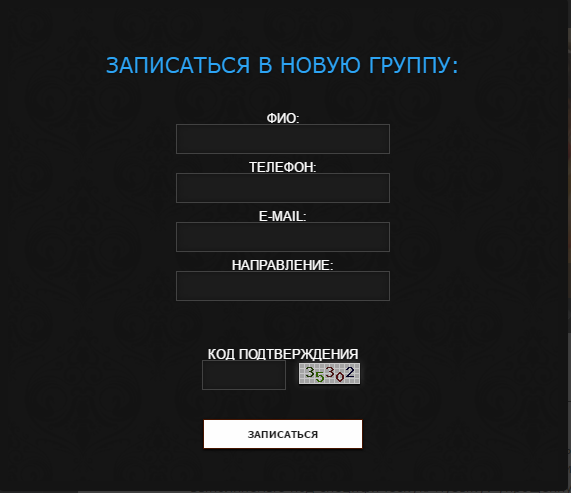 ЗАПИСАТЬСЯ В НОВУЮ ГРУППУ:
ФИО:
ТЕЛЕФОН:
E-MAIL:
НАПРАВЛЕНИЕ:
КОД ПОДТВЕРЖДЕНИЯ
35302
ЗАПИСАТЬСЯ